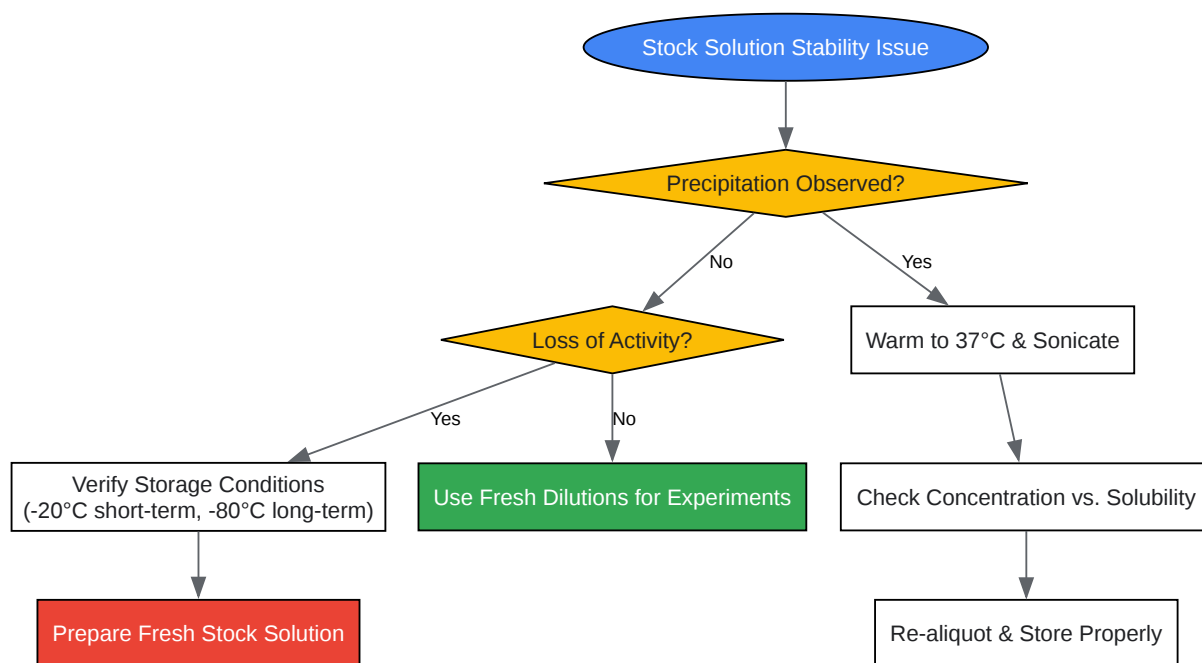 Stock Solution Stability Issue
Precipitation Observed?
No
Yes
Loss of Activity?
Warm to 37°C & Sonicate
Yes
No
Verify Storage Conditions
(-20°C short-term, -80°C long-term)
Use Fresh Dilutions for Experiments
Check Concentration vs. Solubility
Prepare Fresh Stock Solution
Re-aliquot & Store Properly